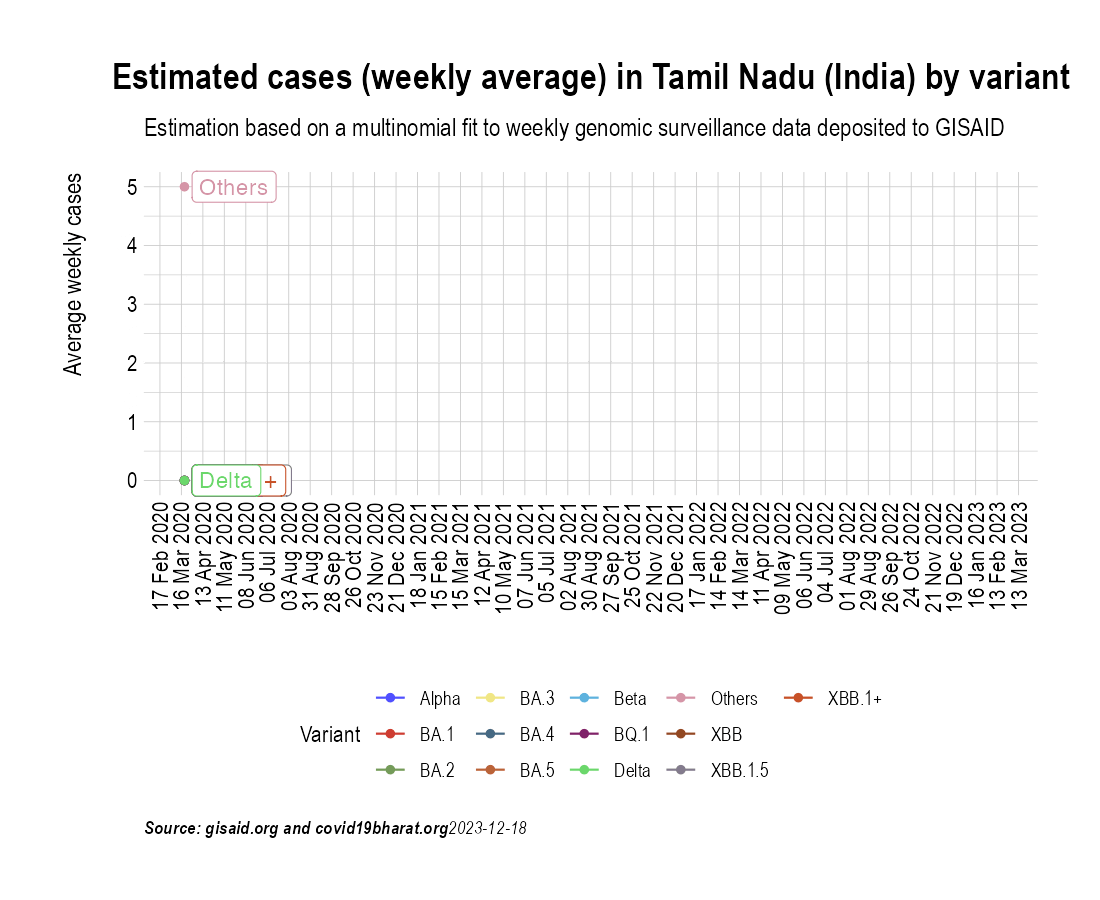 Estimated cases (weekly average) in Tamil Nadu (India) by variant
Estimation based on a multinomial fit to weekly genomic surveillance data deposited to GISAID
Average weekly cases
5
4
3
2
1
0
Others
Delta
+
17 Feb 2020
16 Mar 2020
13 Apr 2020
11 May 2020
08 Jun 2020
06 Jul 2020
03 Aug 2020
31 Aug 2020
28 Sep 2020
26 Oct 2020
23 Nov 2020
21 Dec 2020
18 Jan 2021
15 Feb 2021
15 Mar 2021
12 Apr 2021
10 May 2021
07 Jun 2021
05 Jul 2021
02 Aug 2021
30 Aug 2021
27 Sep 2021
25 Oct 2021
22 Nov 2021
20 Dec 2021
17 Jan 2022
14 Feb 2022
14 Mar 2022
11 Apr 2022
09 May 2022
06 Jun 2022
04 Jul 2022
01 Aug 2022
29 Aug 2022
26 Sep 2022
24 Oct 2022
21 Nov 2022
19 Dec 2022
16 Jan 2023
13 Feb 2023
13 Mar 2023
Variant
Alpha
BA.1
BA.2
BA.3
BA.4
BA.5
Beta
BQ.1
Delta
Others
XBB
XBB.1.5
XBB.1+
Source: gisaid.org and covid19bharat.org2023-12-18